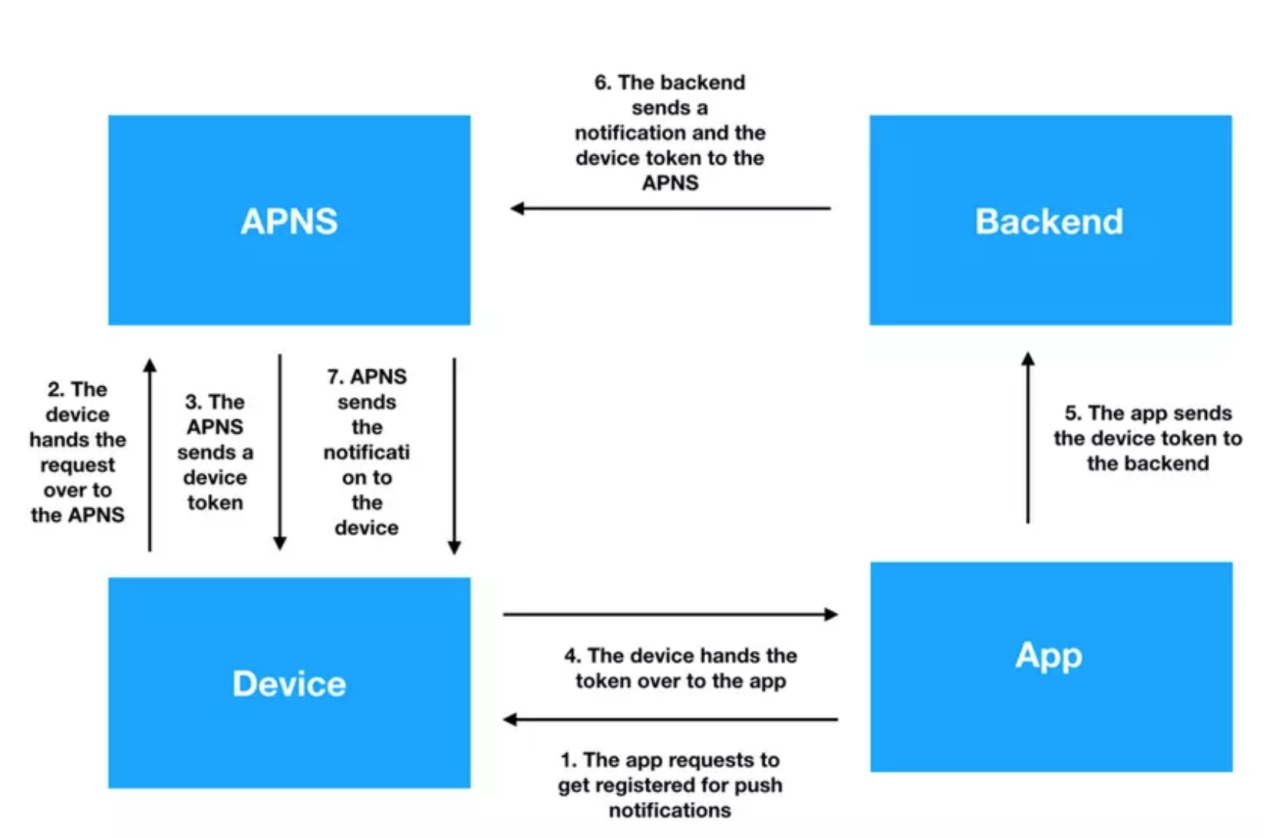 6. The backend
sends a
notification and the
device token to the
APNS
APNS
Backend
2. The
device
hands the
request
over to
the APNS
3. The
APNS
sends a
device
token
7. APNS
sends
the
notificati
on to
the
device
5. The app sends
the device token to
the backend
Device
4. The device hands the
token over to the app
App
1. The app requests to
get registered for push
notifications